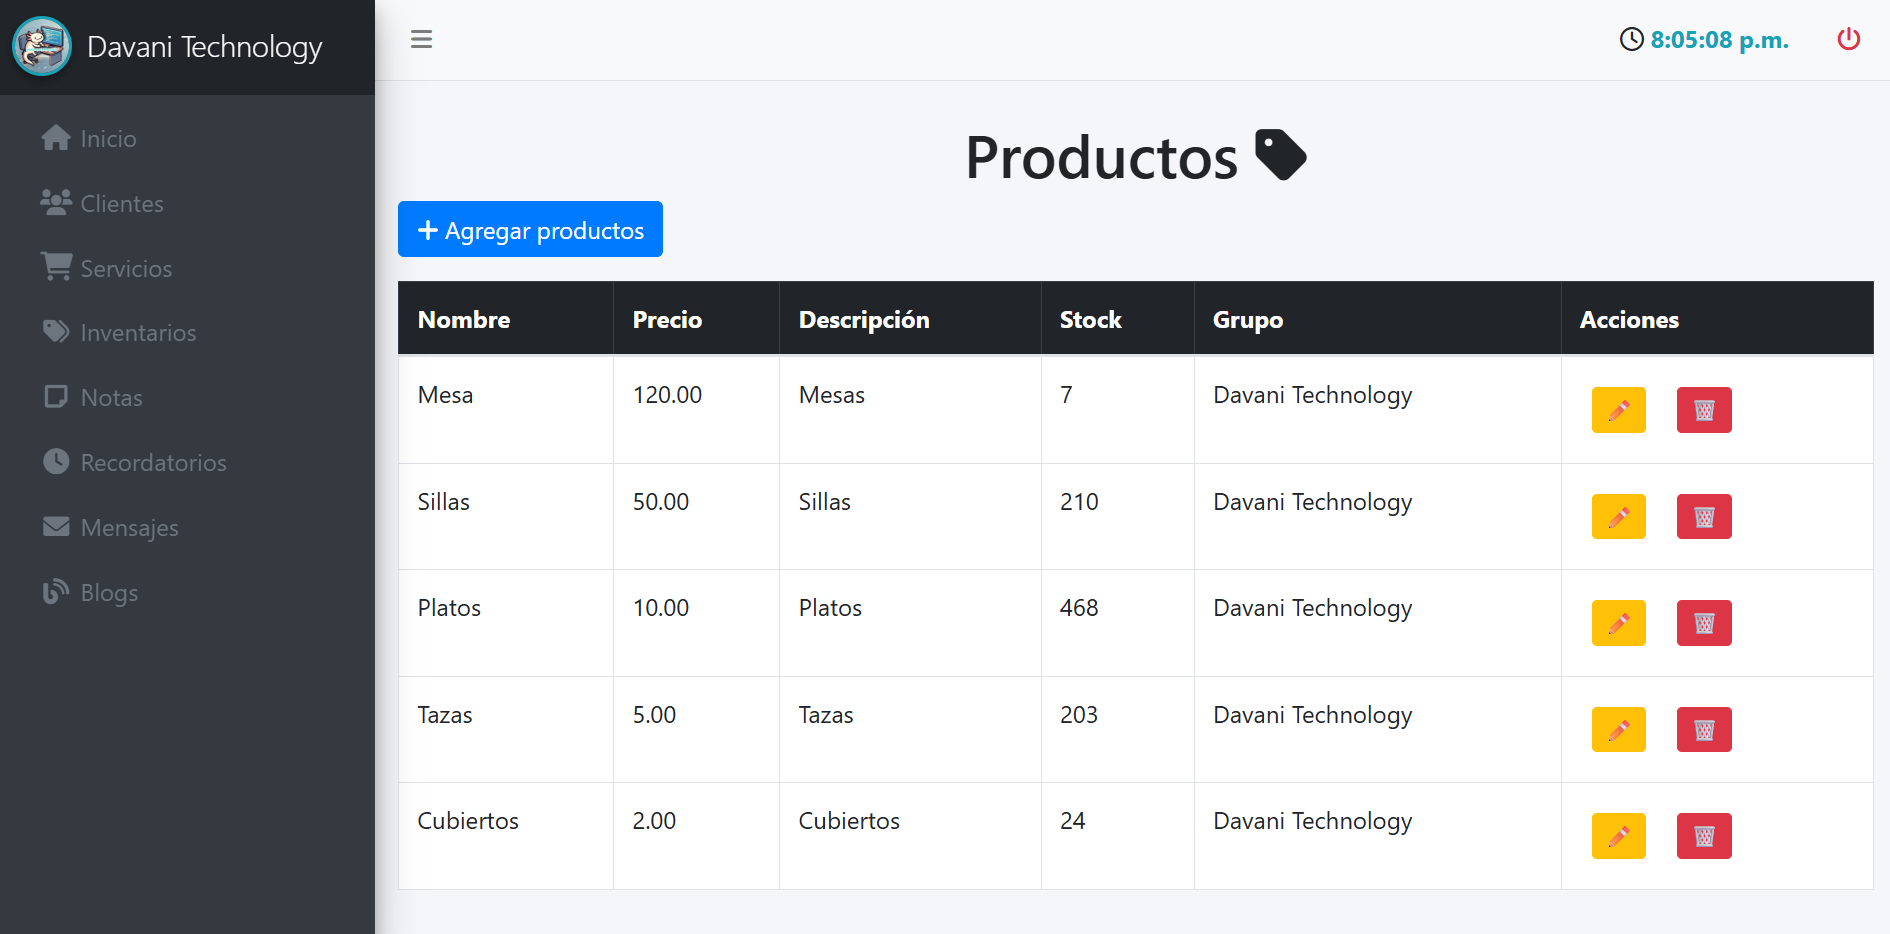 Davani Technology
8:05:08 p.m.
Inicio
Clientes
Servicios
Inventarios
Notas
Recordatorios
Mensajes
Blogs
Productos
Agregar productos
Nombre Precio Descripción Stock Grupo Acciones
Mesa 120.00 Mesas 7 Davani Technology
Sillas 50.00 Sillas 210 Davani Technology
Platos 10.00 Platos 468 Davani Technology
Tazas 5.00 Tazas 203 Davani Technology
Cubiertos 2.00 Cubiertos 24 Davani Technology